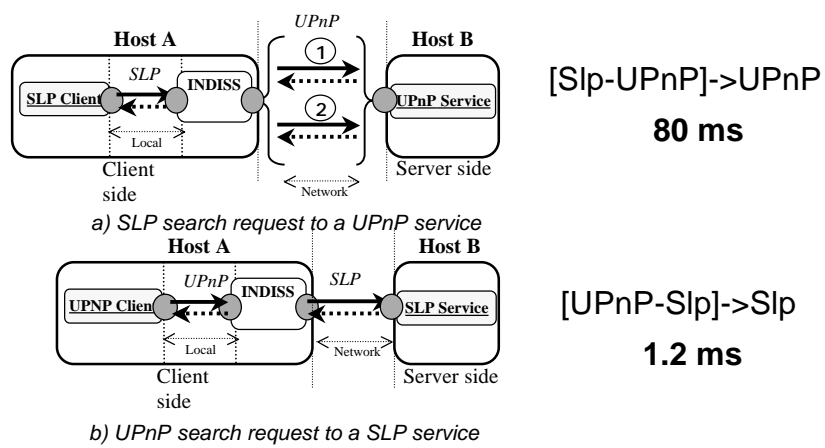 UPnP
Host A
Host B
1
SLP
INDISS
SLP Client
UPnP Service
2
Local
Client
side
Network
Server side
[Slp-UPnP]->UPnP
80 ms
a) SLP search request to a UPnP service
Host A
Host B
UPnP
INDISS
SLP
UPNP Client
SLP Service
Local
Network
Client
side
Server side
[UPnP-Slp]->Slp
1.2 ms
b) UPnP search request to a SLP service